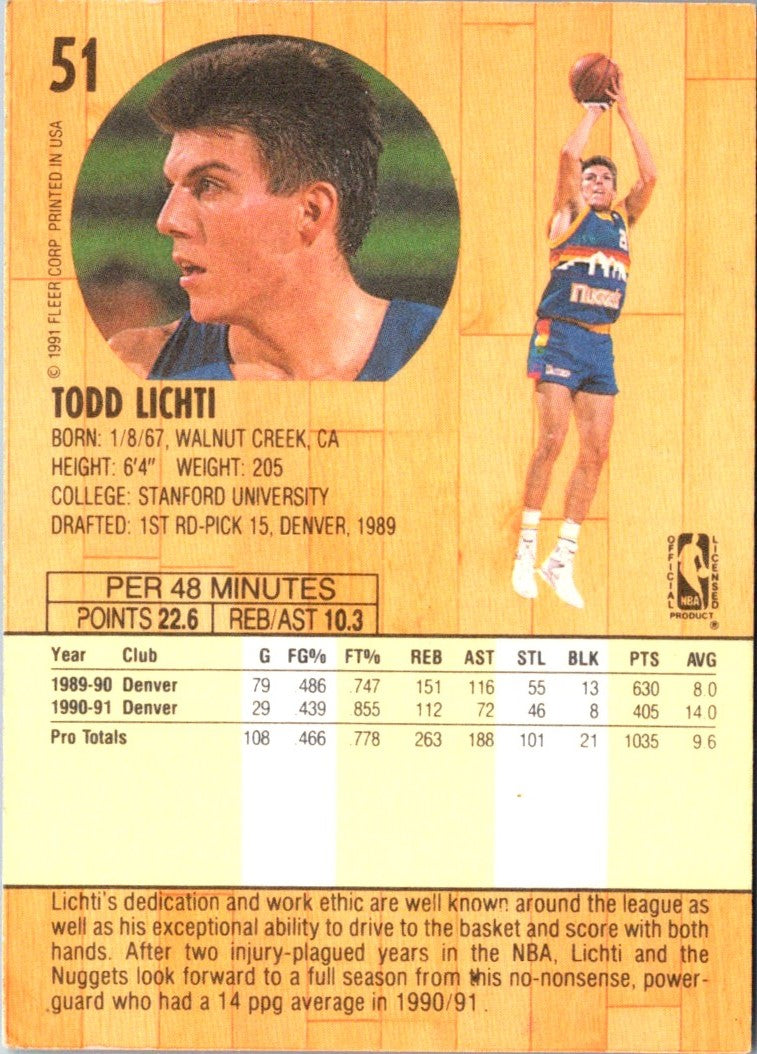 51
© 1991 FLEER CORP. PRINTED IN USA
2
Nuggets
TODD LICHTI
BORN: 1/8/67, WALNUT CREEK, CA
HEIGHT: 6'4" WEIGHT: 205
COLLEGE: STANFORD UNIVERSITY
DRAFTED: 1ST RD-PICK 15, DENVER, 1989
OFFICIAL LICENSED
NBA
PRODUCT ®
PER 48 MINUTES
POINTS 22.6 REB/AST 10.3
Year Club G FG% FT% REB AST STL BLK PTS AVG
1989-90 Denver 79 .486 .747 151 116 55 13 630 8.0
1990-91 Denver 29 .439 .855 112 72 46 8 405 14.0
Pro Totals 108 .466 .778 263 188 101 21 1035 9.6
Lichti's dedication and work ethic are well known around the league as
well as his exceptional ability to drive to the basket and score with both
hands. After two injury-plagued years in the NBA, Lichti and the
Nuggets look forward to a full season from this no-nonsense, power-
guard who had a 14 ppg average in 1990/91.